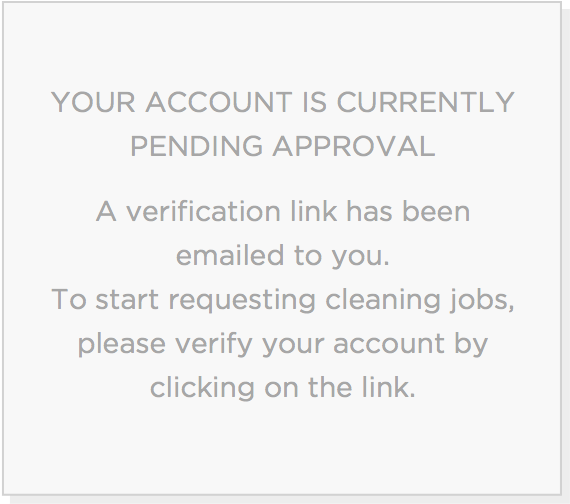 YOUR ACCOUNT IS CURRENTLY
PENDING APPROVAL
A verification link has been
emailed to you.
To start requesting cleaning jobs,
please verify your account by
clicking on the link.